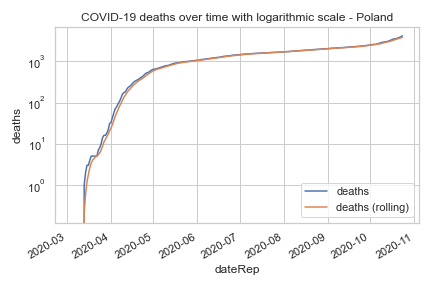 COVID-19 deaths over time with logarithmic scale - Poland
deaths
10³
10²
10¹
10⁰
deaths
deaths (rolling)
2020-03
2020-04
2020-05
2020-06
2020-07
2020-08
2020-09
2020-10
2020-11
dateRep